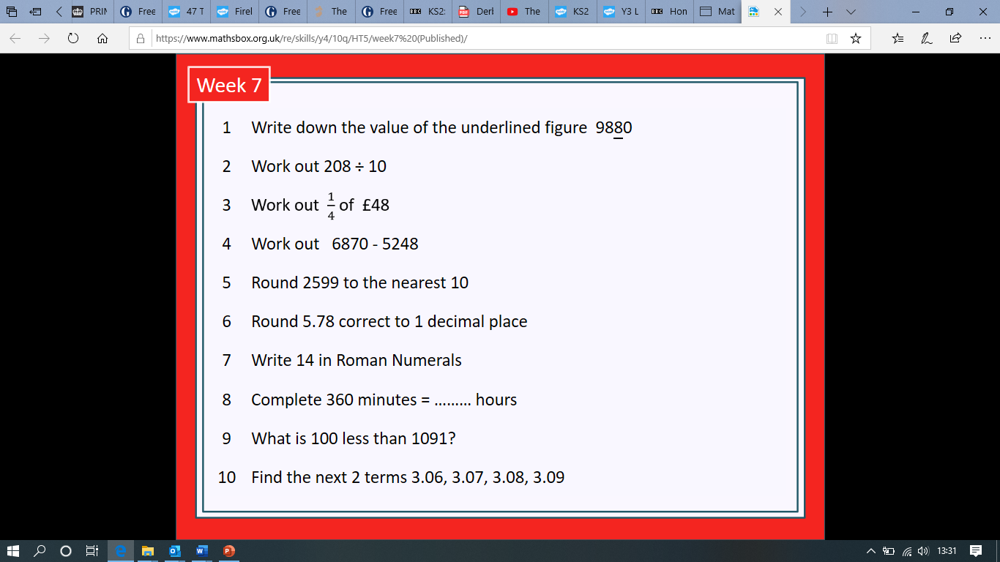 PRIN Free 47 T Firel Free The Free KS2: Derl The KS2 Y3 L Hon Mat
https://www.mathsbox.org.uk/re/skills/y4/10q/HT5/week7%20(Published)/
Week 7
1 Write down the value of the underlined figure 9880
2 Work out 208 ÷ 10
3 Work out 1/4 of £48
4 Work out 6870 - 5248
5 Round 2599 to the nearest 10
6 Round 5.78 correct to 1 decimal place
7 Write 14 in Roman Numerals
8 Complete 360 minutes = ......... hours
9 What is 100 less than 1091?
10 Find the next 2 terms 3.06, 3.07, 3.08, 3.09
13:31